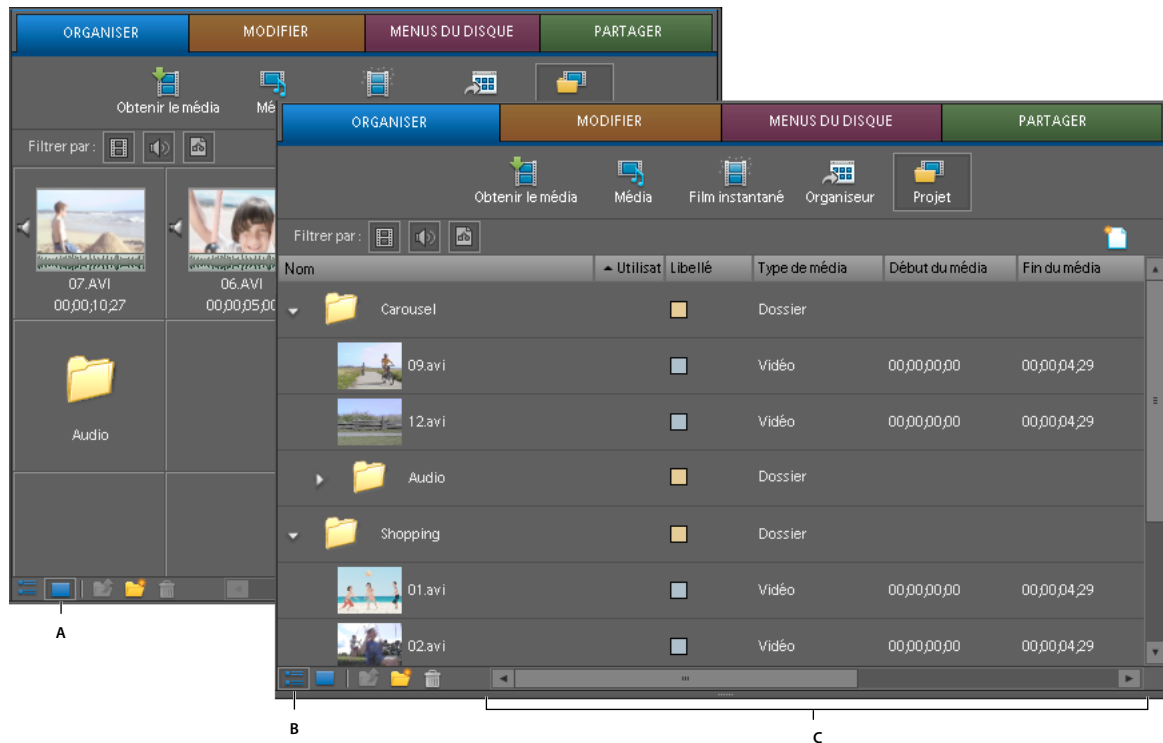 ORGANISER MODIFIER MENUS DU DISQUE PARTAGER
Obtenir le média Mé
Filtrer par :
07.AVI
00;00;10;27
06.AVI
00;00;05;00
Audio
A
ORGANISER MODIFIER MENUS DU DISQUE PARTAGER
Obtenir le média Média Film instantané Organiseur Projet
Filtrer par :
Nom Utilisat Libellé Type de média Début du média Fin du média
Carousel Dossier
09.avi Vidéo 00;00;00;00 00;00;04;29
12.avi Vidéo 00;00;00;00 00;00;04;29
Audio Dossier
Shopping Dossier
01.avi Vidéo 00;00;00;00 00;00;04;29
02.avi Vidéo 00;00;00;00 00;00;04;29
B
C